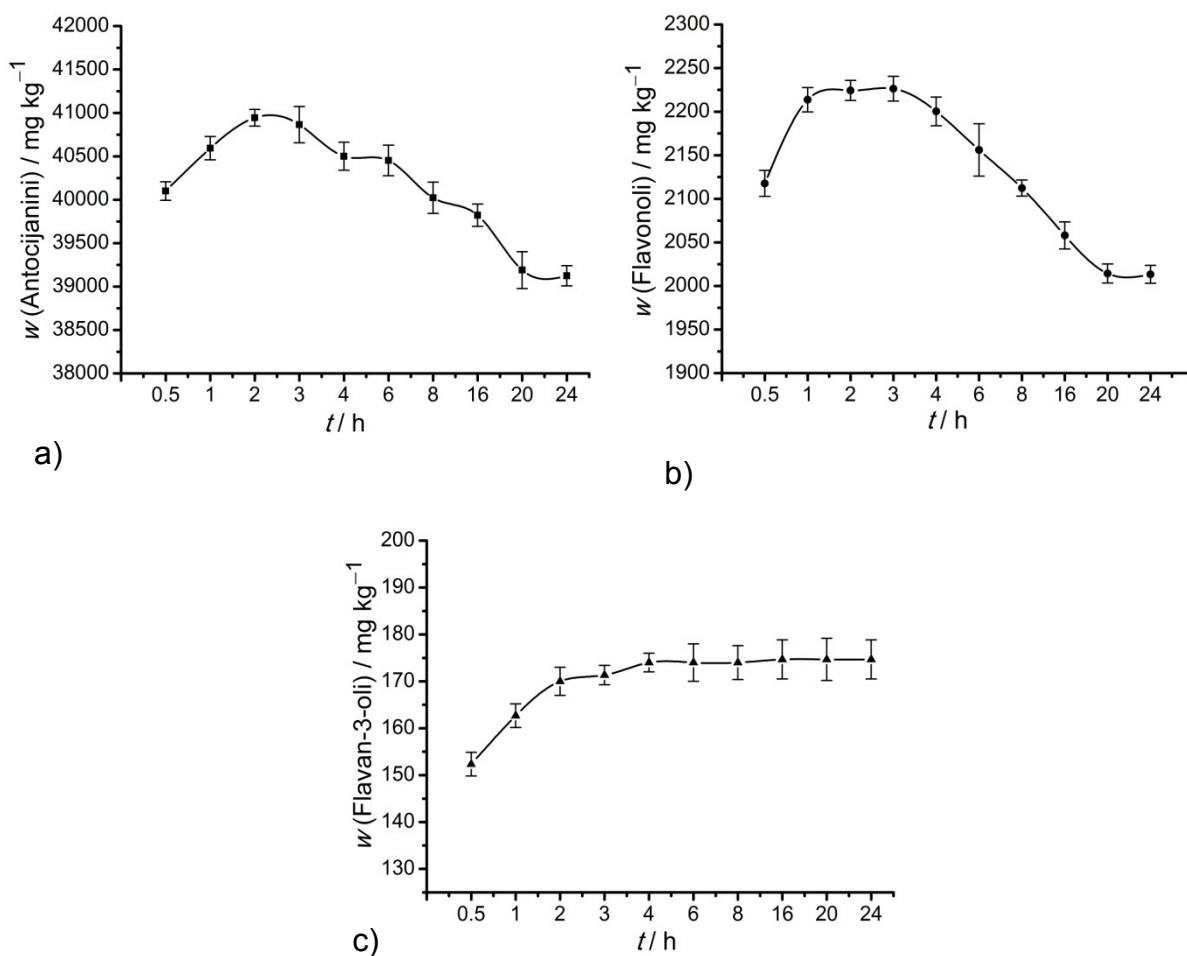 42000
41500
41000
40500
40000
39500
39000
38500
38000
w (Antocijanini) / mg kg⁻¹
0.5 1 2 3 4 6 8 16 20 24
t / h
a)
2300
2250
2200
2150
2100
2050
2000
1950
1900
w (Flavonoli) / mg kg⁻¹
0.5 1 2 3 4 6 8 16 20 24
t / h
b)
200
190
180
170
160
150
140
130
w (Flavan-3-oli) / mg kg⁻¹
0.5 1 2 3 4 6 8 16 20 24
t / h
c)